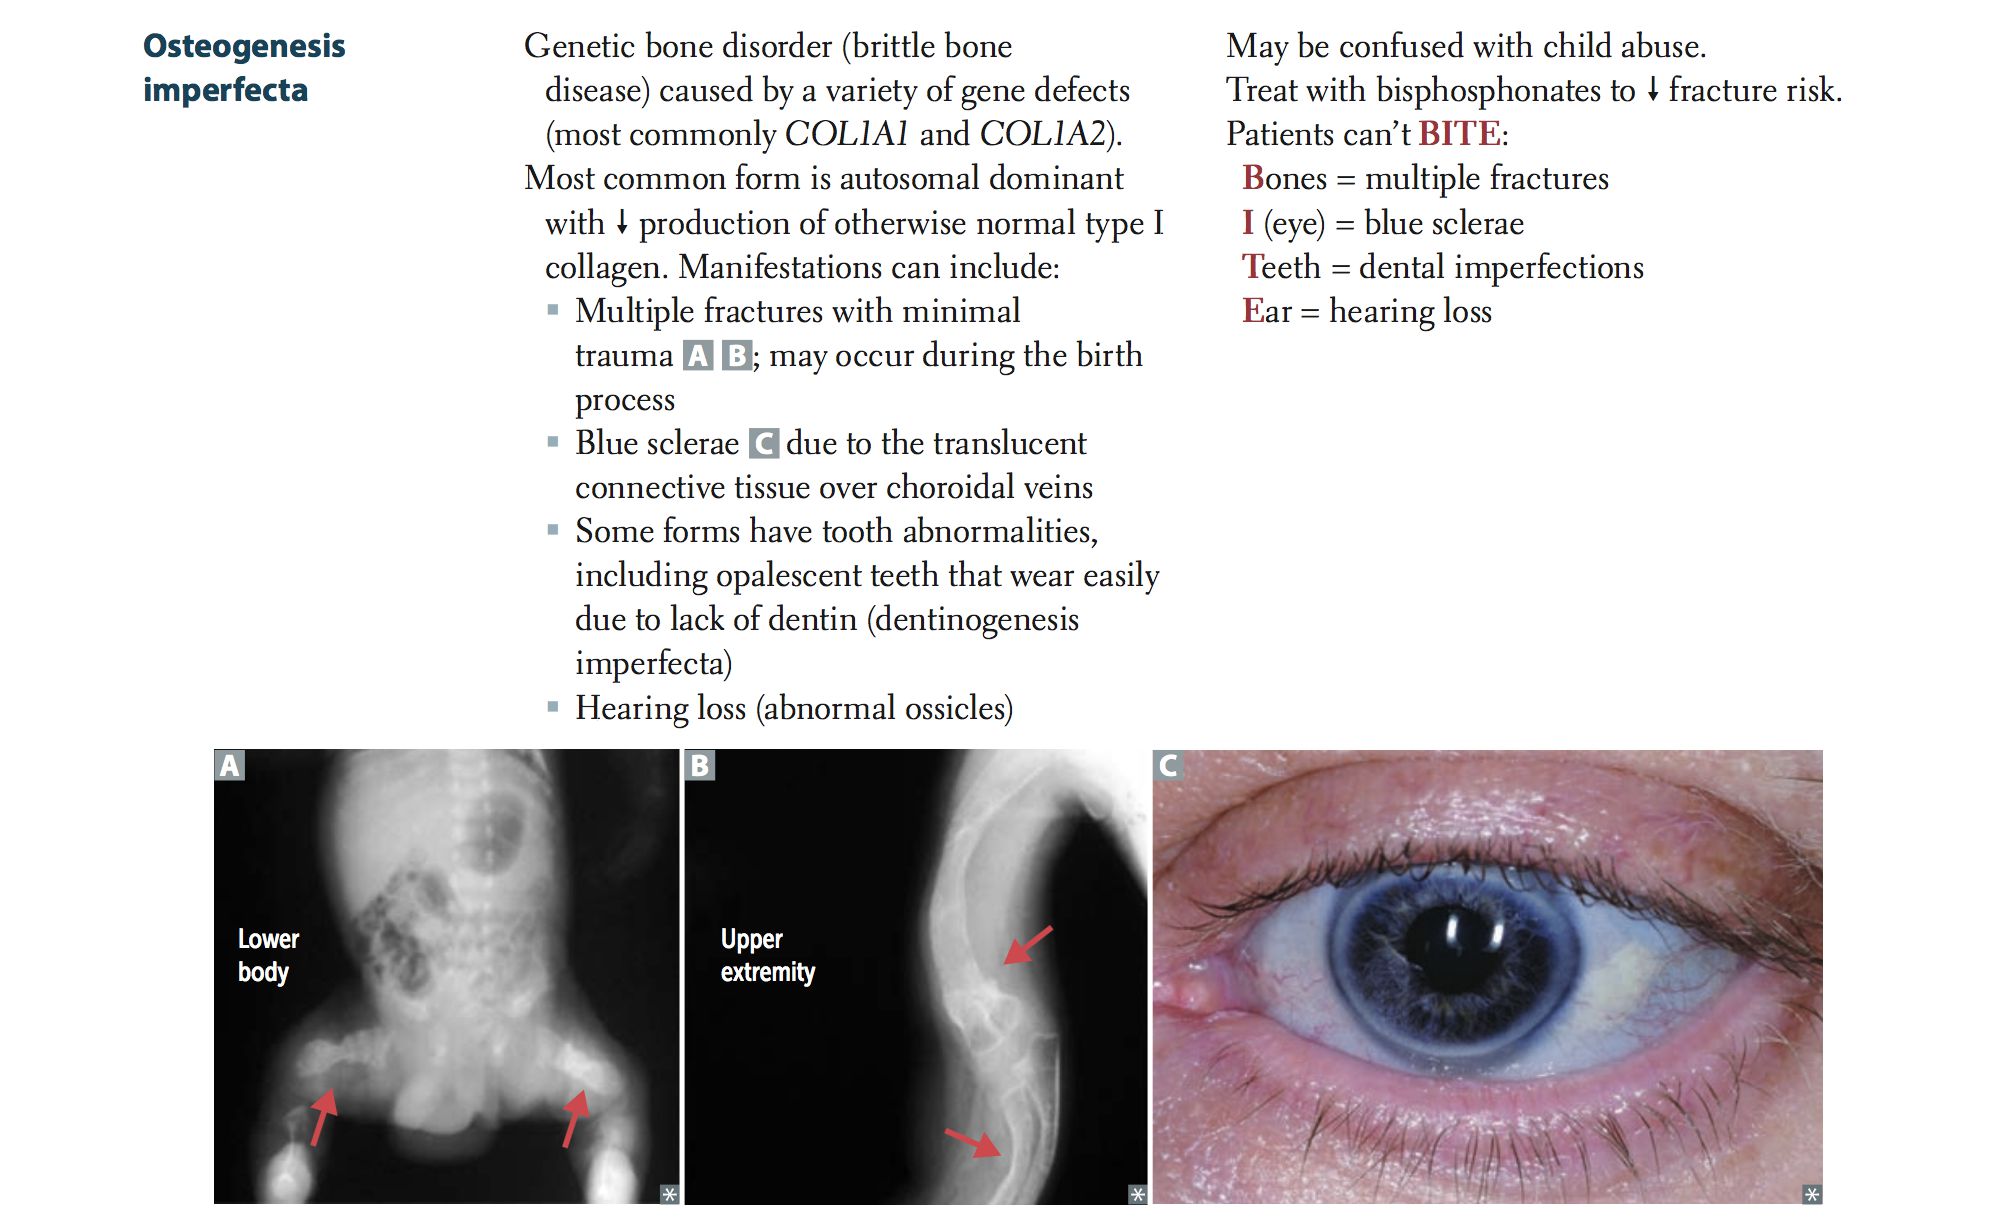 Osteogenesis
imperfecta
Genetic bone disorder (brittle bone
disease) caused by a variety of gene defects
(most commonly COL1A1 and COL1A2).
Most common form is autosomal dominant
with ↓ production of otherwise normal type I
collagen. Manifestations can include:
▪ Multiple fractures with minimal
trauma A B; may occur during the birth
process
▪ Blue sclerae C due to the translucent
connective tissue over choroidal veins
▪ Some forms have tooth abnormalities,
including opalescent teeth that wear easily
due to lack of dentin (dentinogenesis
imperfecta)
▪ Hearing loss (abnormal ossicles)
May be confused with child abuse.
Treat with bisphosphonates to ↓ fracture risk.
Patients can’t BITE:
Bones = multiple fractures
I (eye) = blue sclerae
Teeth = dental imperfections
Ear = hearing loss
A
Lower
body
B
Upper
extremity
C